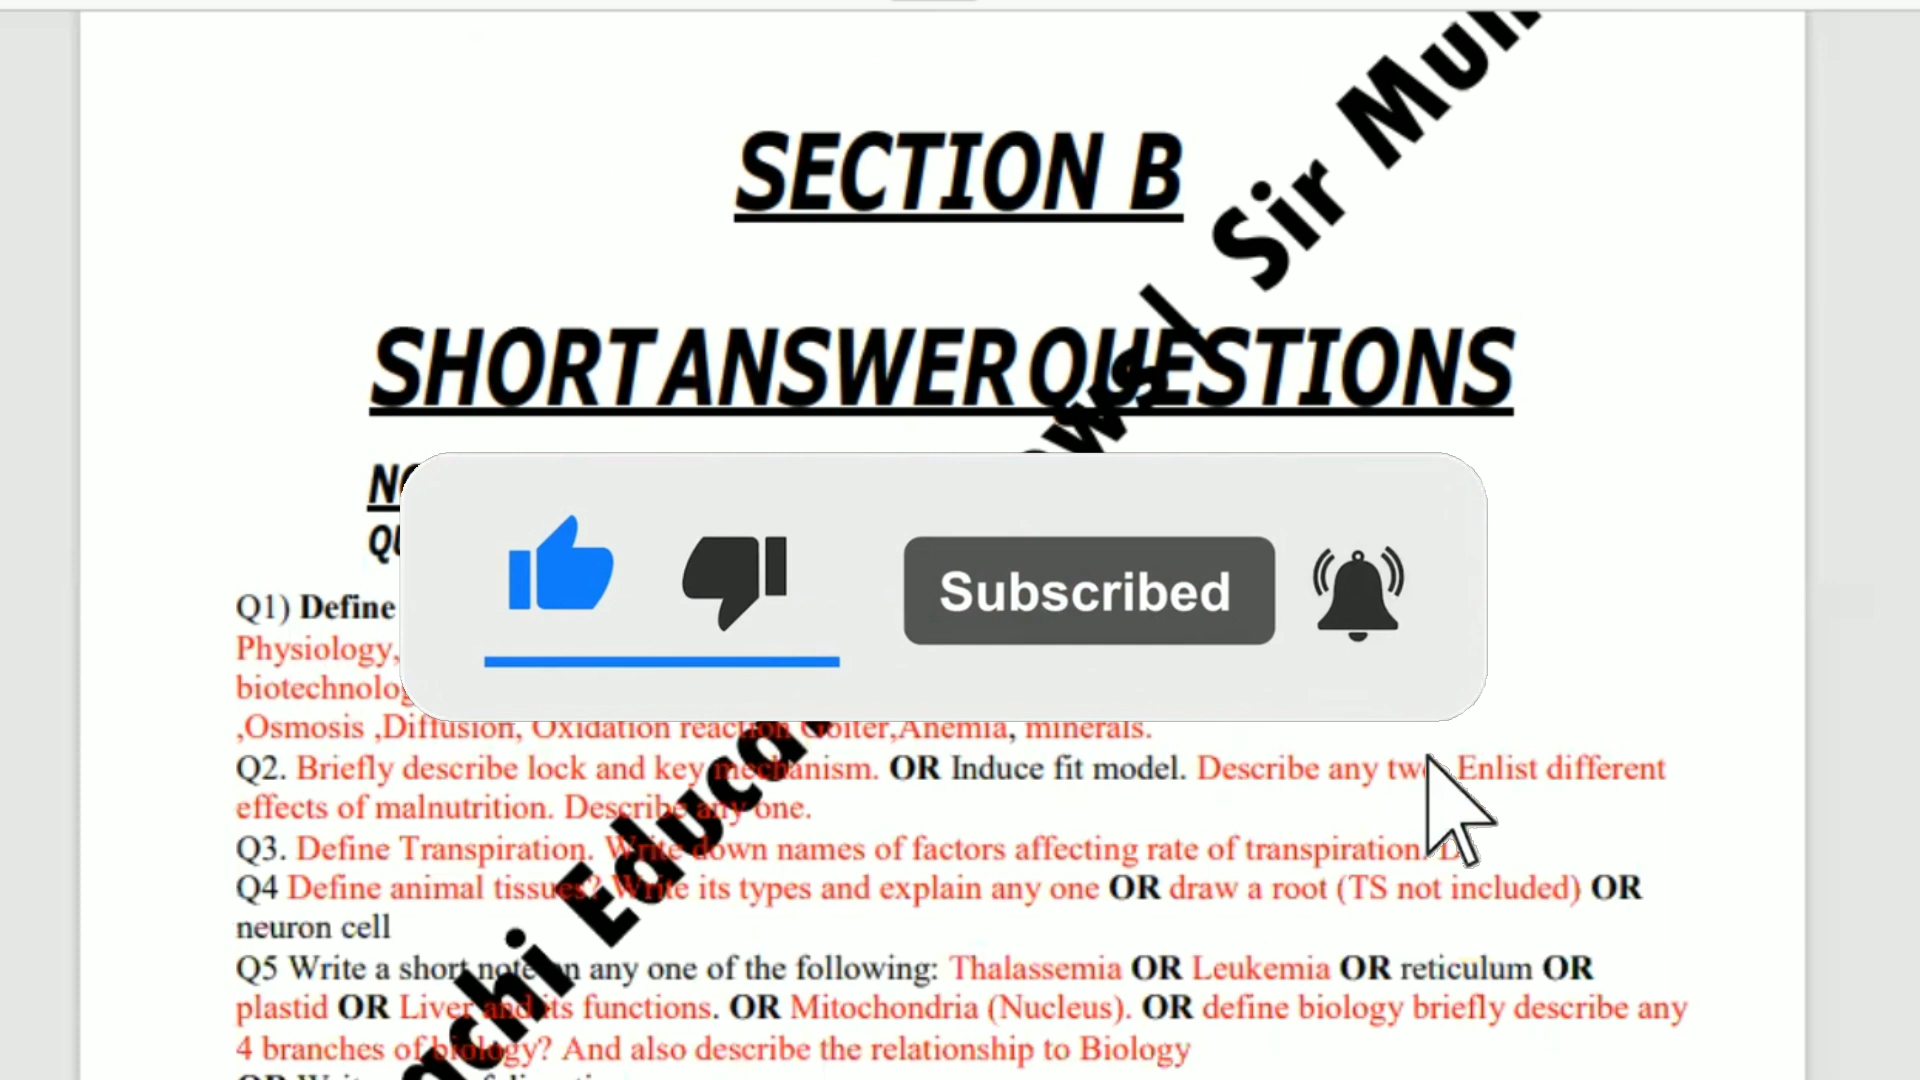 SECTION B
SHORT ANSWER QUESTIONS
Subscribed
Q1) Define
Physiology,
,Osmosis ,Diffusion, Oxidation reaction Goiter,Anemia, minerals.
Q2. Briefly describe lock and key mechanism. OR Induce fit model. Describe any two. Enlist different
effects of malnutrition. Describe any one.
Q3. Define Transpiration. Write down names of factors affecting rate of transpiration.
Q4 Define animal tissues? Write its types and explain any one OR draw a root (TS not included) OR
neuron cell
Q5 Write a short note on any one of the following: Thalassemia OR Leukemia OR reticulum OR
plastid OR Liver and its functions. OR Mitochondria (Nucleus). OR define biology briefly describe any
4 branches of biology? And also describe the relationship to Biology
Sir